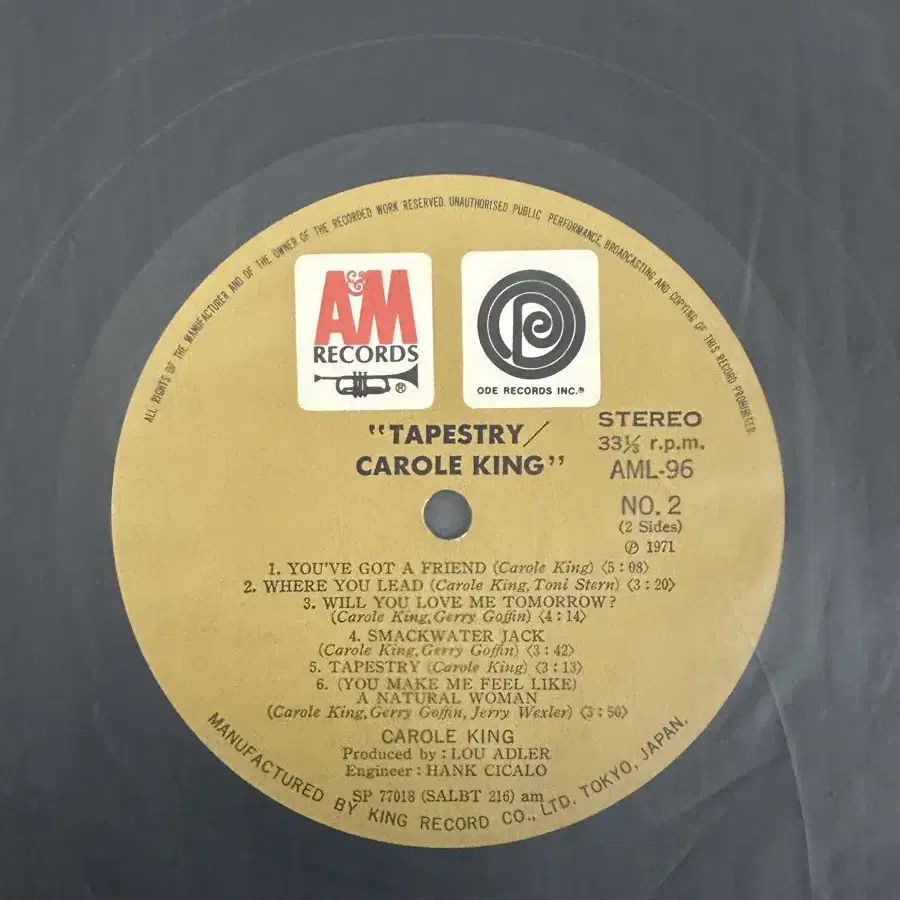 ALL RIGHTS OF THE MANUFACTURER AND OF THE OWNER OF THE RECORDED WORK RESERVED. UNAUTHORISED PUBLIC PERFORMANCE, BROADCASTING AND COPYING OF THIS RECORD PROHIBITED.
A&M
RECORDS
®
ODE RECORDS INC.®
"TAPESTRY/
CAROLE KING"
STEREO
33⅓ r.p.m.
AML-96
NO. 2
(2 Sides)
Ⓟ 1971
1. YOU'VE GOT A FRIEND (Carole King) ⟨5:08⟩
2. WHERE YOU LEAD (Carole King, Toni Stern) ⟨3:20⟩
3. WILL YOU LOVE ME TOMORROW?
(Carole King, Gerry Goffin) ⟨4:14⟩
4. SMACKWATER JACK
(Carole King, Gerry Goffin) ⟨3:42⟩
5. TAPESTRY (Carole King) ⟨3:13⟩
6. (YOU MAKE ME FEEL LIKE)
A NATURAL WOMAN
(Carole King, Gerry Goffin, Jerry Wexler) ⟨3:50⟩
CAROLE KING
Produced by : LOU ADLER
Engineer : HANK CICALO
SP 77018 (SALBT 216) am
MANUFACTURED BY KING RECORD CO., LTD. TOKYO, JAPAN.